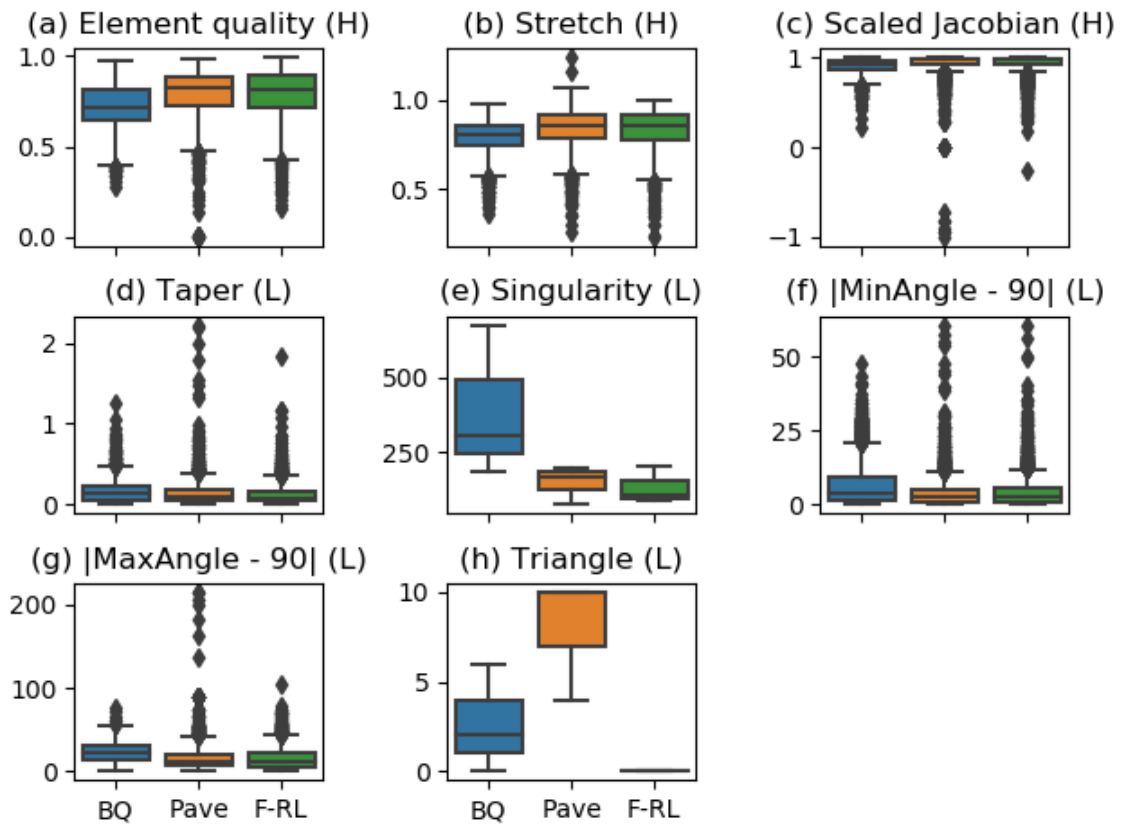 (a) Element quality (H)
(b) Stretch (H)
(c) Scaled Jacobian (H)
1.0
0.5
0.0
1.0
0.5
1
0
−1
(d) Taper (L)
(e) Singularity (L)
(f) |MinAngle - 90| (L)
2
1
0
500
250
50
25
0
(g) |MaxAngle - 90| (L)
(h) Triangle (L)
200
100
0
10
5
0
BQ Pave F-RL
BQ Pave F-RL